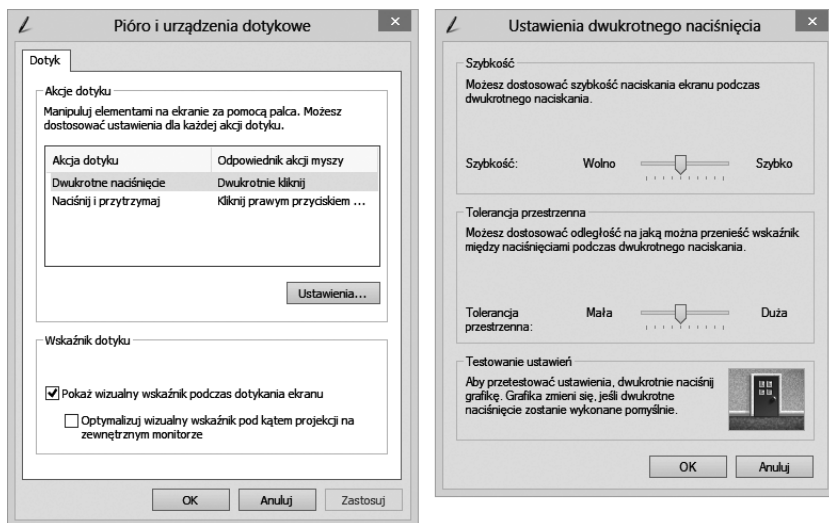 Pióro i urządzenia dotykowe
Dotyk
Akcje dotyku
Manipuluj elementami na ekranie za pomocą palca. Możesz
dostosować ustawienia dla każdej akcji dotyku.
Akcja dotyku Odpowiednik akcji myszy
Dwukrotne naciśnięcie Dwukrotnie kliknij
Naciśnij i przytrzymaj Kliknij prawym przyciskiem ...
Ustawienia...
Wskaźnik dotyku
Pokaż wizualny wskaźnik podczas dotykania ekranu
Optymalizuj wizualny wskaźnik pod kątem projekcji na
zewnętrznym monitorze
OK Anuluj Zastosuj
Ustawienia dwukrotnego naciśnięcia
Szybkość
Możesz dostosować szybkość naciskania ekranu podczas
dwukrotnego naciskania.
Szybkość: Wolno Szybko
Tolerancja przestrzenna
Możesz dostosować odległość na jaką można przenieść wskaźnik
między naciśnięciami podczas dwukrotnego naciskania.
Tolerancja Mała Duża
przestrzenna:
Testowanie ustawień
Aby przetestować ustawienia, dwukrotnie naciśnij
grafikę. Grafika zmieni się, jeśli dwukrotne
naciśnięcie zostanie wykonane pomyślnie.
OK Anuluj